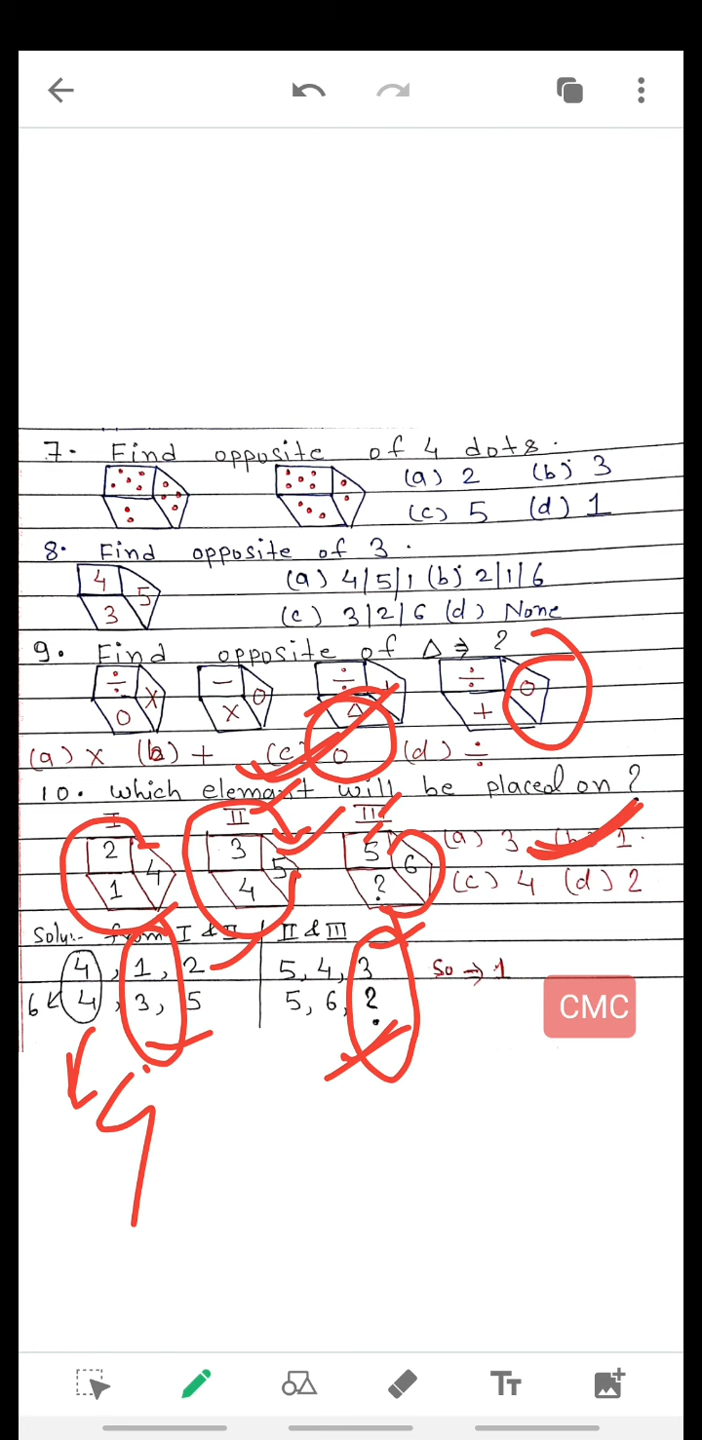 7. Find opposite of 4 dots.
(a) 2 (b) 3
(c) 5 (d) 1
8. Find opposite of 3.
4 5 3
(a) 4/5/1 (b) 2/1/6
(c) 3/2/6 (d) None
9. Find opposite of △ ⇒ ?
÷ x o
− o x
÷ + △
÷ o +
(a) x (b) + (c) o (d) ÷
10. which elemant will be placed on ?
I II III
2 4 1
3 5 4
5 6 ?
(a) 3 (b) 1.
(c) 4 (d) 2
Solu:- from I & II II & III
4, 1, 2 5, 4, 3 So → 1
6 ↙ 4, 3, 5 5, 6, ?
CMC
Tт